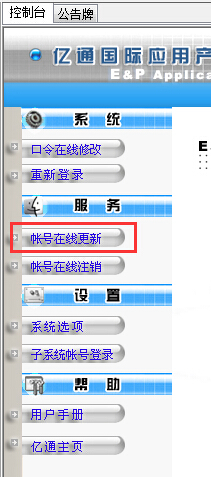 控制台 公告牌
亿通国际应用产
E&P Applica
系 统
口令在线修改
重新登录
服 务
帐号在线更新
帐号在线注销
设 置
系统选项
子系统帐号登录
帮 助
用户手册
亿通主页